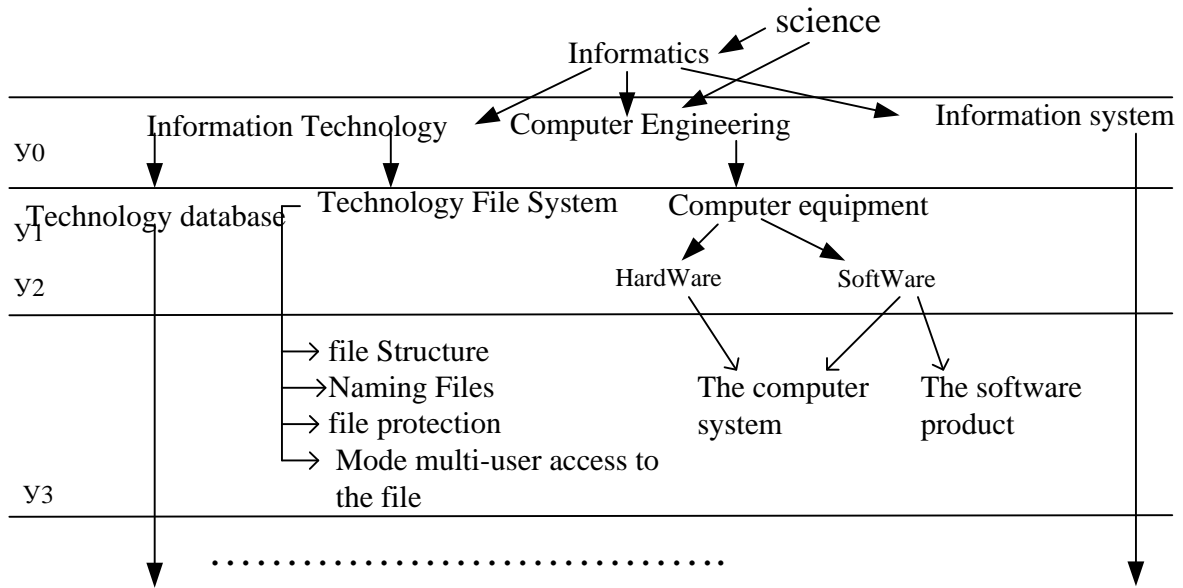 science
Informatics
Information Technology
Computer Engineering
Information system
У0
Technology database
Technology File System
Computer equipment
У1
HardWare
SoftWare
У2
file Structure
Naming Files
file protection
Mode multi-user access to
the file
The computer
system
The software
product
У3